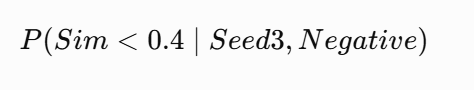 P(Sim < 0.4 | Seed3, Negative)